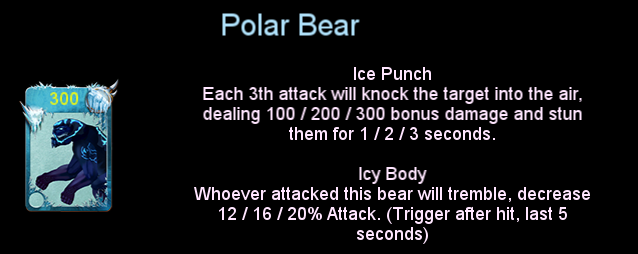 Polar Bear
300
Ice Punch
Each 3th attack will knock the target into the air,
dealing 100 / 200 / 300 bonus damage and stun
them for 1 / 2 / 3 seconds.
Icy Body
Whoever attacked this bear will tremble, decrease
12 / 16 / 20% Attack. (Trigger after hit, last 5
seconds)